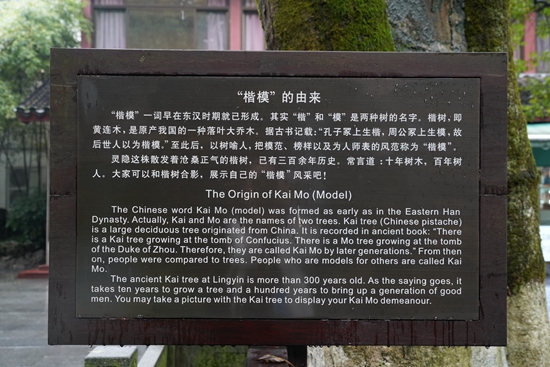 “楷模”的由来
“楷模”一词早在东汉时期就已形成。其实“楷”和“模”是两种树的名字。楷树，即
黄连木，是原产我国的一种落叶大乔木。据古书记载：“孔子冢上生楷，周公冢上生模，故
后世人以为楷模。”至此后，以树喻人，把模范、榜样以及为人师表的风范称为“楷模”。
灵隐这株散发着沧桑正气的楷树，已有三百余年历史。常言道：十年树木，百年树
人。大家可以和楷树合影，展示自己的“楷模”风采吧！
The Origin of Kai Mo (Model)
The Chinese word Kai Mo (model) was formed as early as in the Eastern Han
Dynasty. Actually, Kai and Mo are the names of two trees. Kai tree (Chinese pistache)
is a large deciduous tree originated from China. It is recorded in ancient book: “There
is a Kai tree growing at the tomb of Confucius. There is a Mo tree growing at the tomb
of the Duke of Zhou. Therefore, they are called Kai Mo by later generations.” From then
on, people were compared to trees. People who are models for others are called Kai
Mo.
The ancient Kai tree at Lingyin is more than 300 years old. As the saying goes, it
takes ten years to grow a tree and a hundred years to bring up a generation of good
men. You may take a picture with the Kai tree to display your Kai Mo demeanour.